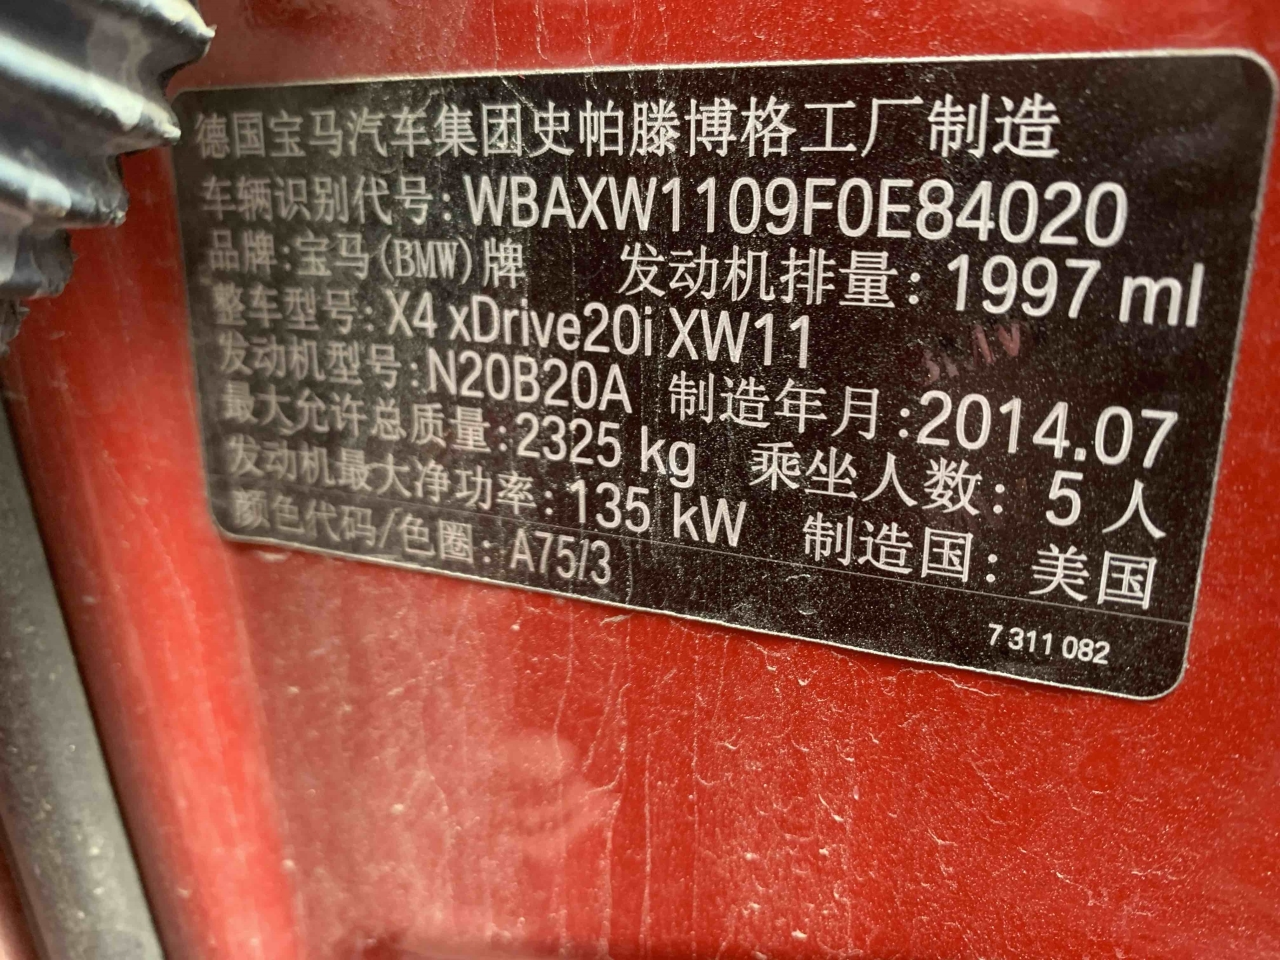 德国宝马汽车集团史帕滕博格工厂制造
车辆识别代号: WBAXW1109F0E84020
品牌: 宝马(BMW)牌 发动机排量: 1997 ml
整车型号: X4 xDrive20i XW11
发动机型号: N20B20A 制造年月: 2014.07
最大允许总质量: 2325 kg 乘坐人数: 5 人
发动机最大净功率: 135 kW 制造国: 美国
颜色代码/色圈: A75/3
7 311 082